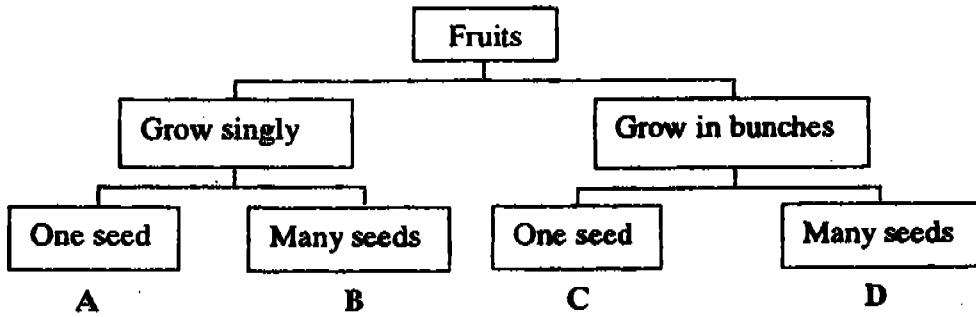 Fruits
Grow singly
Grow in bunches
One seed
Many seeds
One seed
Many seeds
A
B
C
D